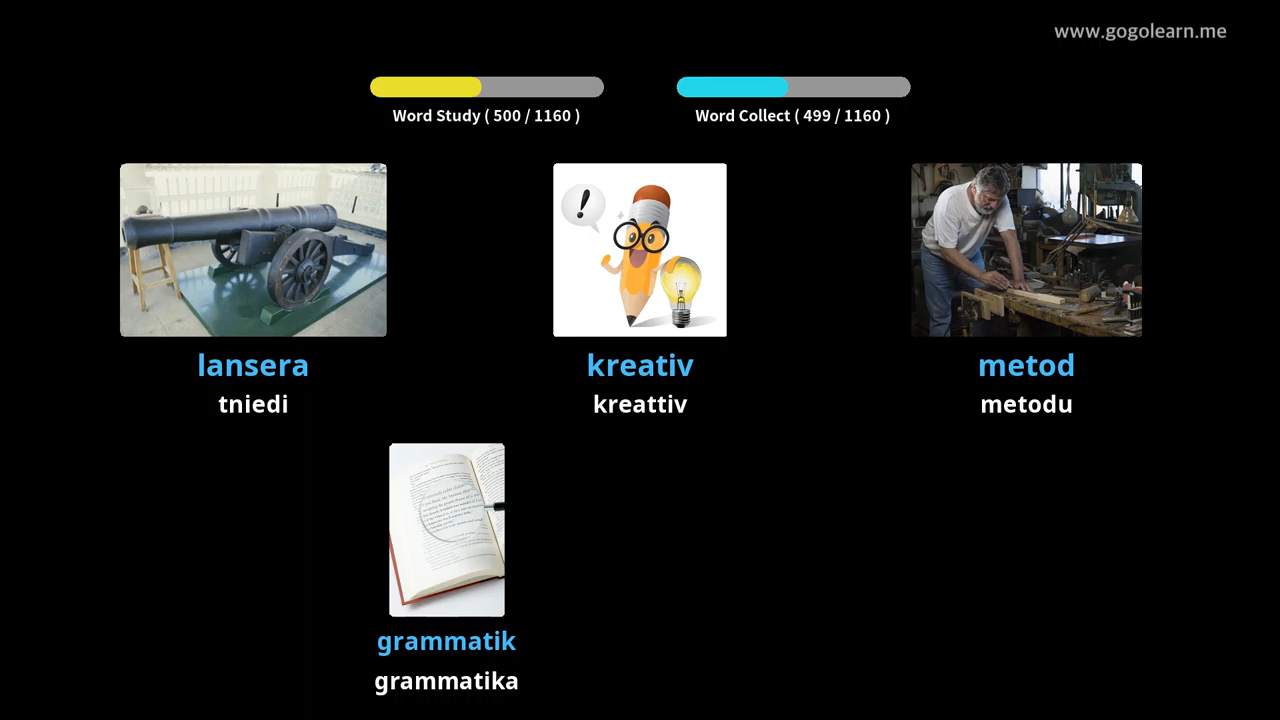 www.gogolearn.me
Word Study ( 500 / 1160 )
Word Collect ( 499 / 1160 )
lansera
tniedi
kreativ
kreattiv
metod
metodu
!
grammatik
grammatika